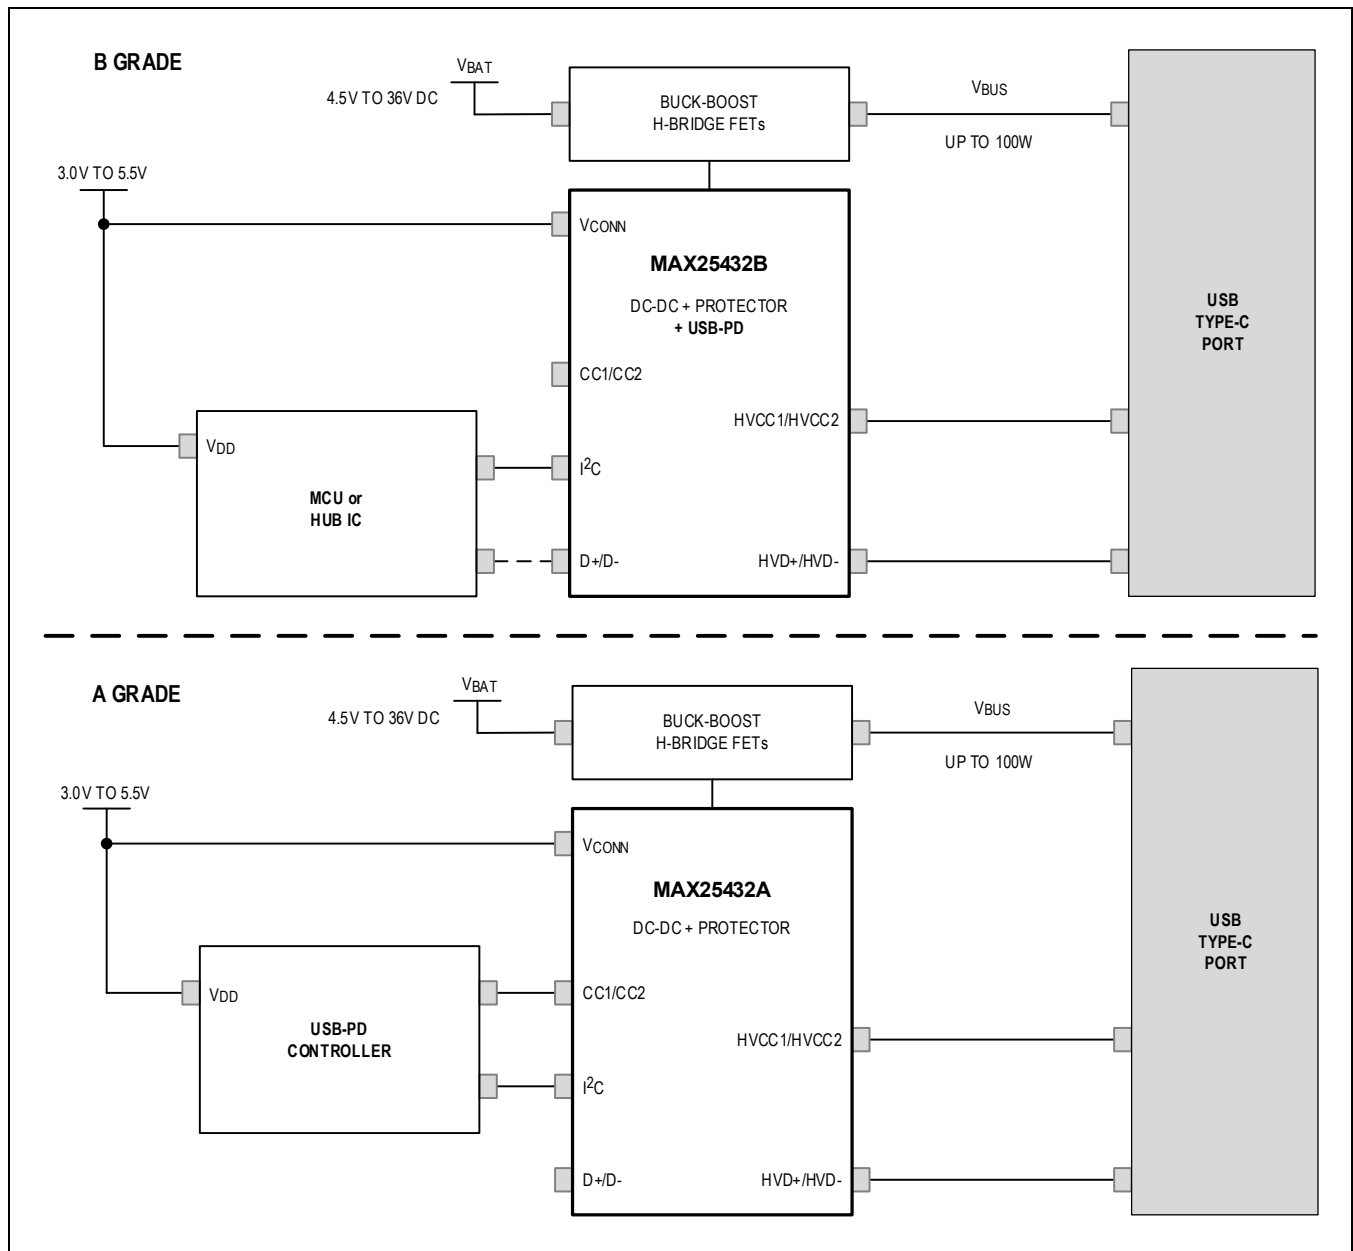 B GRADE
VBAT
4.5V TO 36V DC
BUCK-BOOST
H-BRIDGE FETs
VBUS
UP TO 100W
3.0V TO 5.5V
VCONN
MAX25432B
DC-DC + PROTECTOR
+ USB-PD
USB
TYPE-C
PORT
CC1/CC2
HVCC1/HVCC2
VDD
I2C
MCU or
HUB IC
D+/D-
HVD+/HVD-
A GRADE
VBAT
4.5V TO 36V DC
BUCK-BOOST
H-BRIDGE FETs
VBUS
UP TO 100W
3.0V TO 5.5V
VCONN
MAX25432A
DC-DC + PROTECTOR
USB
TYPE-C
PORT
VDD
CC1/CC2
USB-PD
CONTROLLER
HVCC1/HVCC2
I2C
D+/D-
HVD+/HVD-